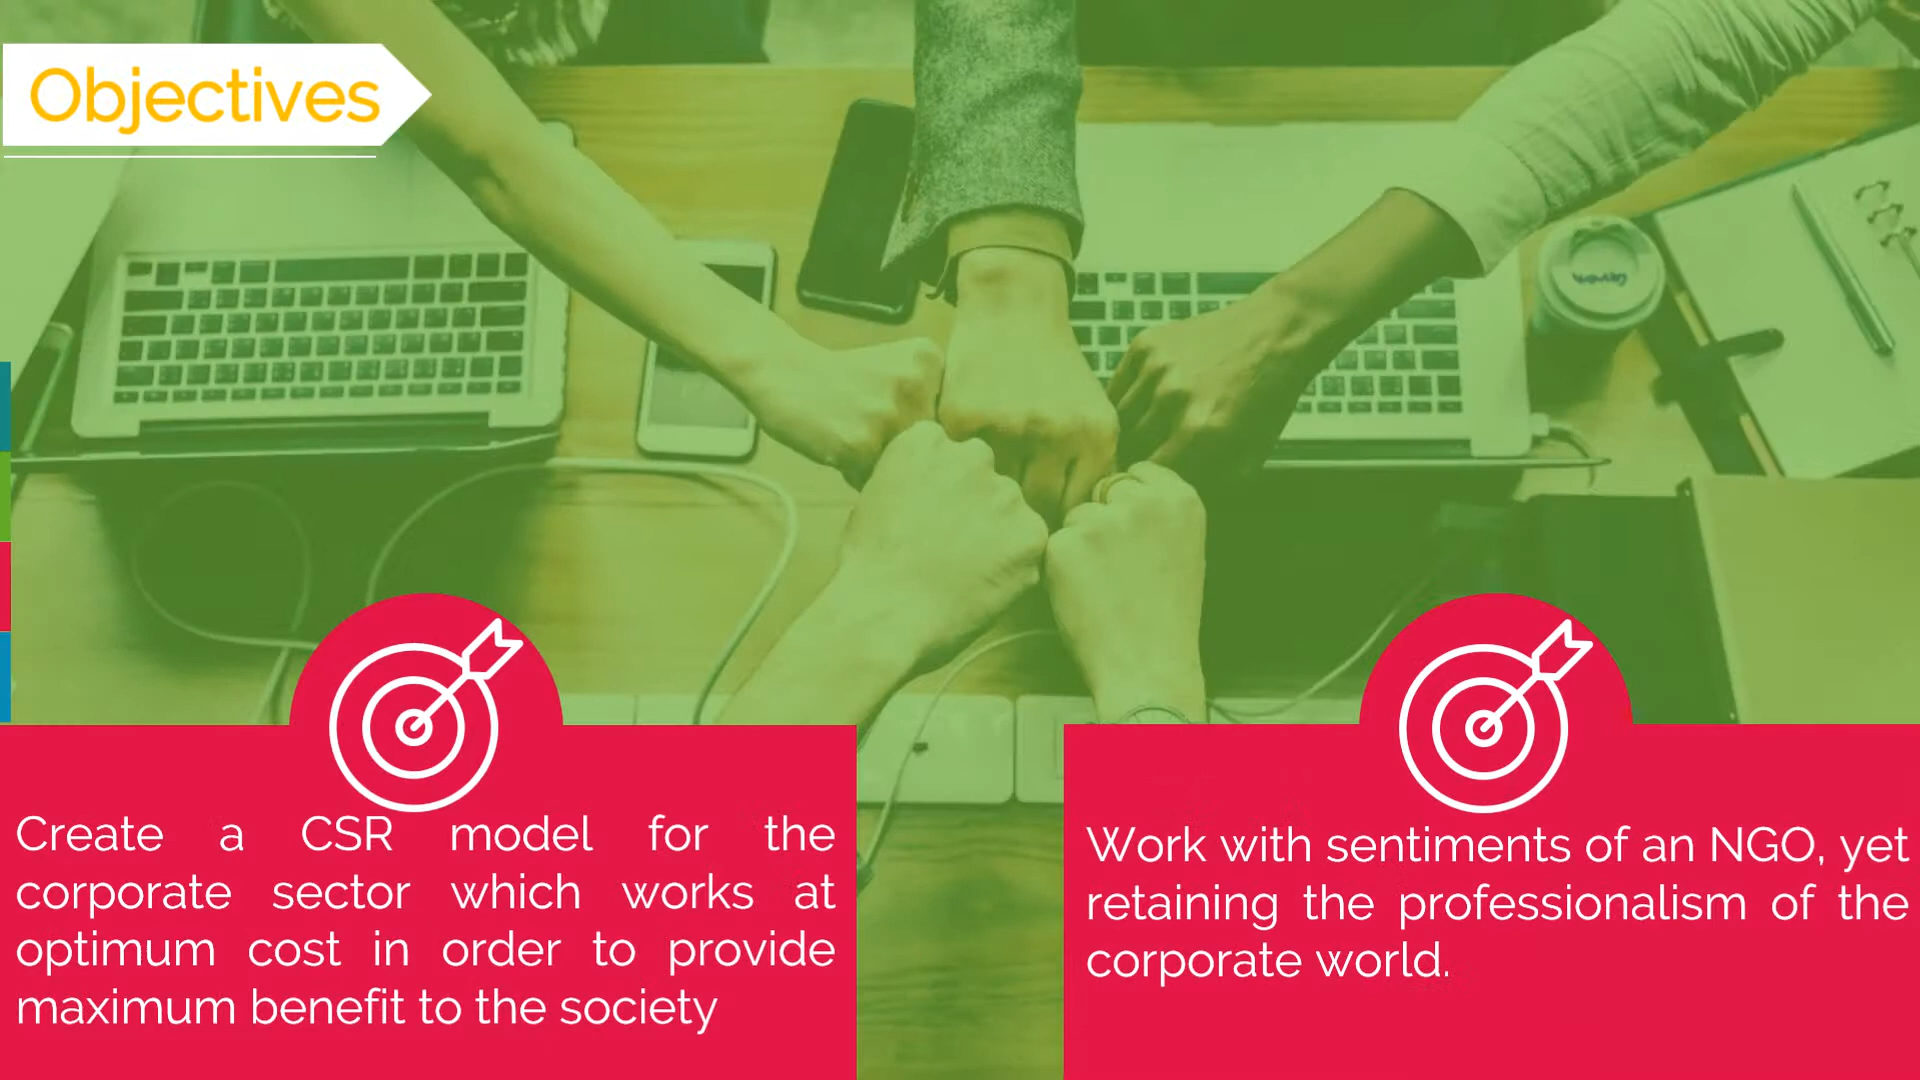 Objectives
Create a CSR model for the
corporate sector which works at
optimum cost in order to provide
maximum benefit to the society
Work with sentiments of an NGO, yet
retaining the professionalism of the
corporate world.